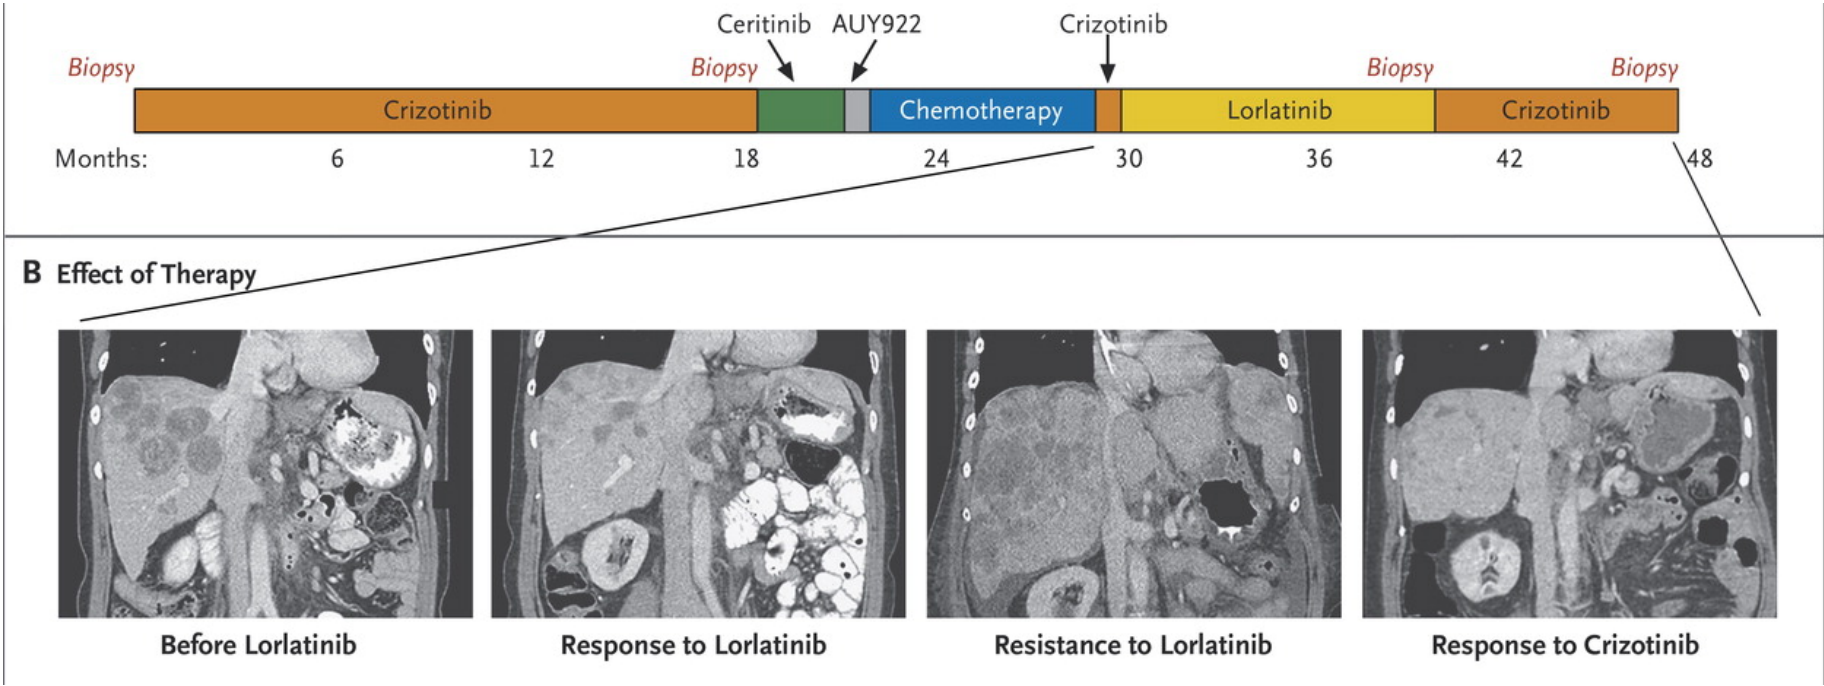 Ceritinib AUY922 Crizotinib
Biopsy Biopsy Biopsy Biopsy
Crizotinib Chemotherapy Lorlatinib Crizotinib
Months: 6 12 18 24 30 36 42 48
B Effect of Therapy
Before Lorlatinib Response to Lorlatinib Resistance to Lorlatinib Response to Crizotinib